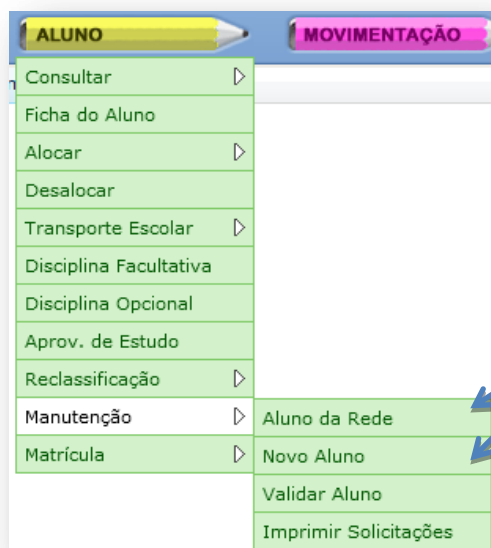 ALUNO
MOVIMENTAÇÃO
Consultar
Ficha do Aluno
Alocar
Desalocar
Transporte Escolar
Disciplina Facultativa
Disciplina Opcional
Aprov. de Estudo
Reclassificação
Manutenção
Aluno da Rede
Matrícula
Novo Aluno
Validar Aluno
Imprimir Solicitações